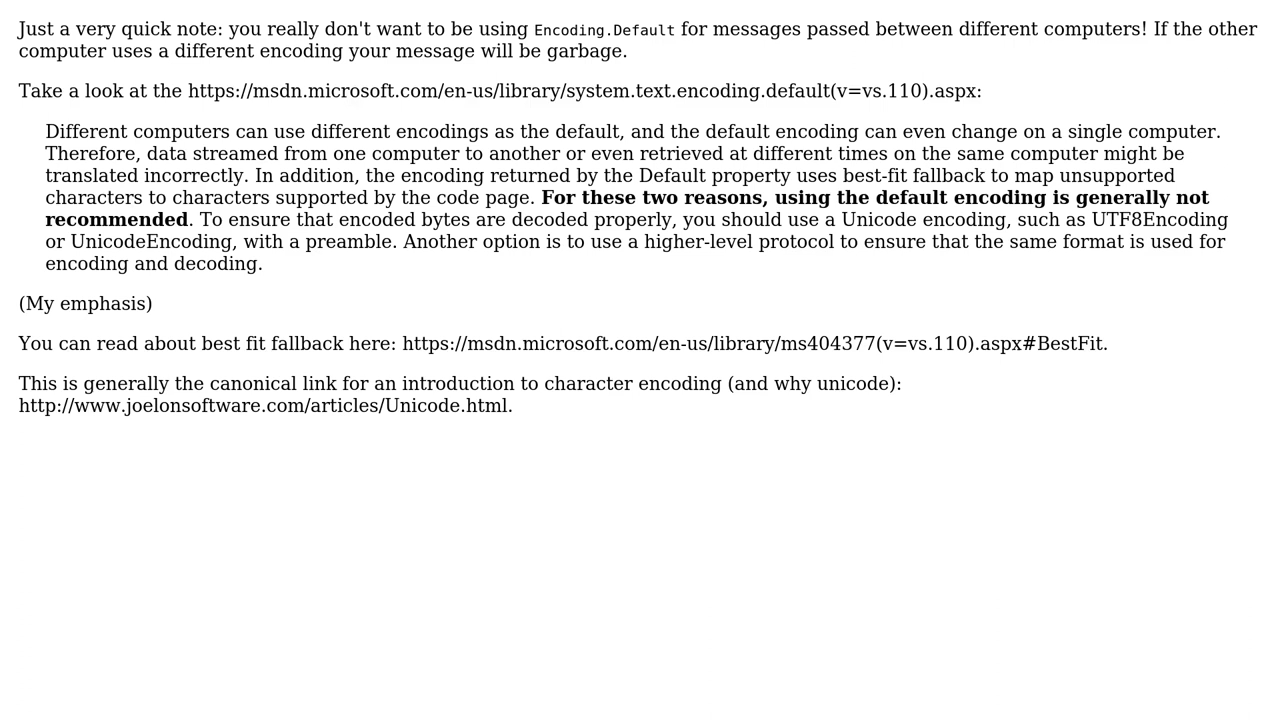 Just a very quick note: you really don't want to be using Encoding.Default for messages passed between different computers! If the other
computer uses a different encoding your message will be garbage.
Take a look at the https://msdn.microsoft.com/en-us/library/system.text.encoding.default(v=vs.110).aspx:
Different computers can use different encodings as the default, and the default encoding can even change on a single computer.
Therefore, data streamed from one computer to another or even retrieved at different times on the same computer might be
translated incorrectly. In addition, the encoding returned by the Default property uses best-fit fallback to map unsupported
characters to characters supported by the code page. For these two reasons, using the default encoding is generally not
recommended. To ensure that encoded bytes are decoded properly, you should use a Unicode encoding, such as UTF8Encoding
or UnicodeEncoding, with a preamble. Another option is to use a higher-level protocol to ensure that the same format is used for
encoding and decoding.
(My emphasis)
You can read about best fit fallback here: https://msdn.microsoft.com/en-us/library/ms404377(v=vs.110).aspx#BestFit.
This is generally the canonical link for an introduction to character encoding (and why unicode):
http://www.joelonsoftware.com/articles/Unicode.html.